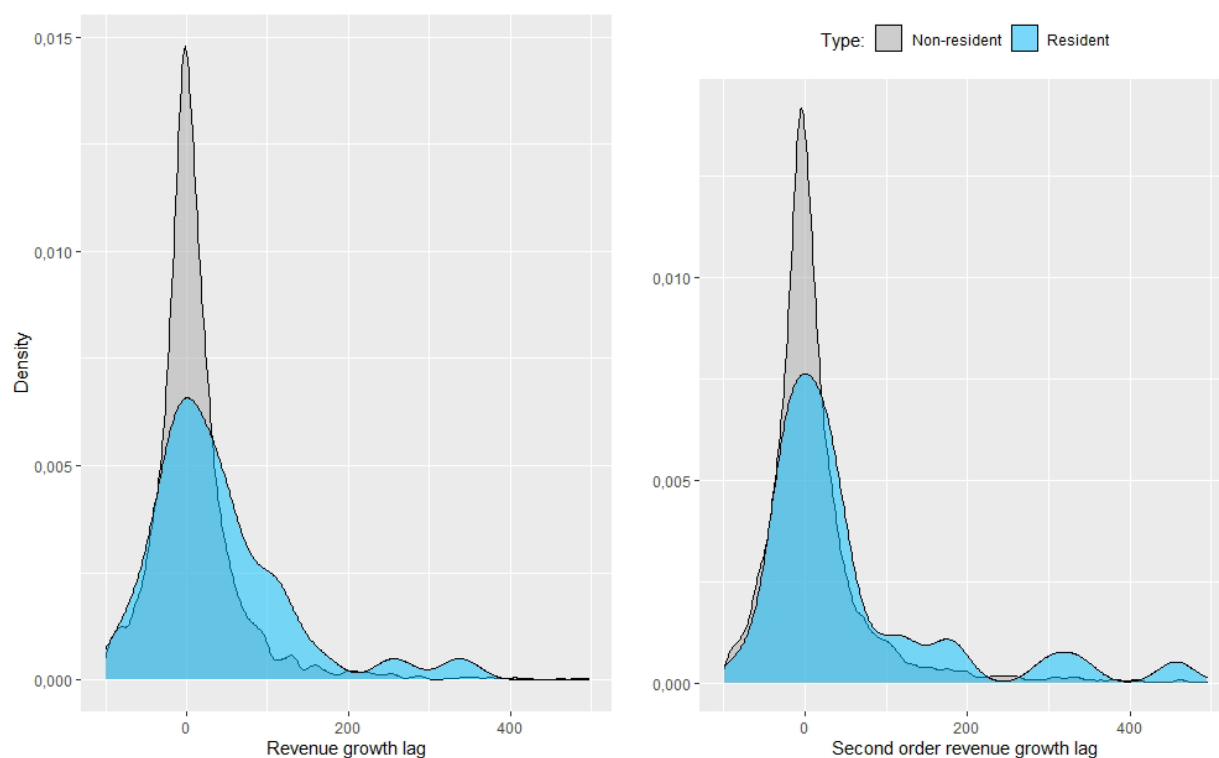 Type: Non-resident Resident
0,015
0,010
0,005
0,000
Density
0 200 400
Revenue growth lag
0,010
0,005
0,000
0 200 400
Second order revenue growth lag